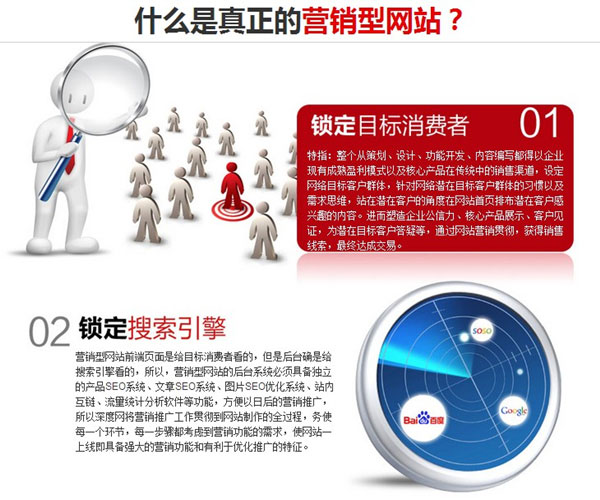 什么是真正的营销型网站？
锁定目标消费者 01
特指：整个从策划、设计、功能开发、内容编写都得以企业
现有成熟盈利模式以及核心产品在传统中的销售渠道，设定
网络目标客户群体，针对网络潜在目标客户群体的习惯以及
需求思维，站在潜在客户的角度在网站首页排布潜在客户感
兴趣的内容。进而塑造企业公信力、核心产品展示、客户见
证，为潜在目标客户答疑等，通过网站营销贯彻，获得销售
线索，最终达成交易。
02 锁定搜索引擎
营销型网站前端页面是给目标消费者看的，但是后台确是给
搜索引擎看的，所以，营销型网站的后台系统必须具备独立
的产品SEO系统、文章SEO系统、图片SEO优化系统、站内
互链、流量统计分析软件等功能，方便以日后的营销推广，
所以深度网将营销推广工作贯彻到网站制作的全过程，务使
每一个环节，每一步骤都考虑到营销功能的需求，使网站一
上线即具备强大的营销功能和有利于优化推广的特征。
soso
Google
Bai du 百度